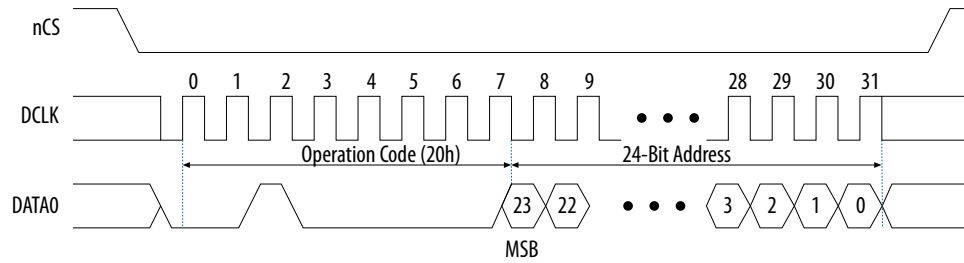 nCS
0 1 2 3 4 5 6 7 8 9 28 29 30 31
DCLK
Operation Code (20h) 24-Bit Address
DATA0 23 22 3 2 1 0
MSB